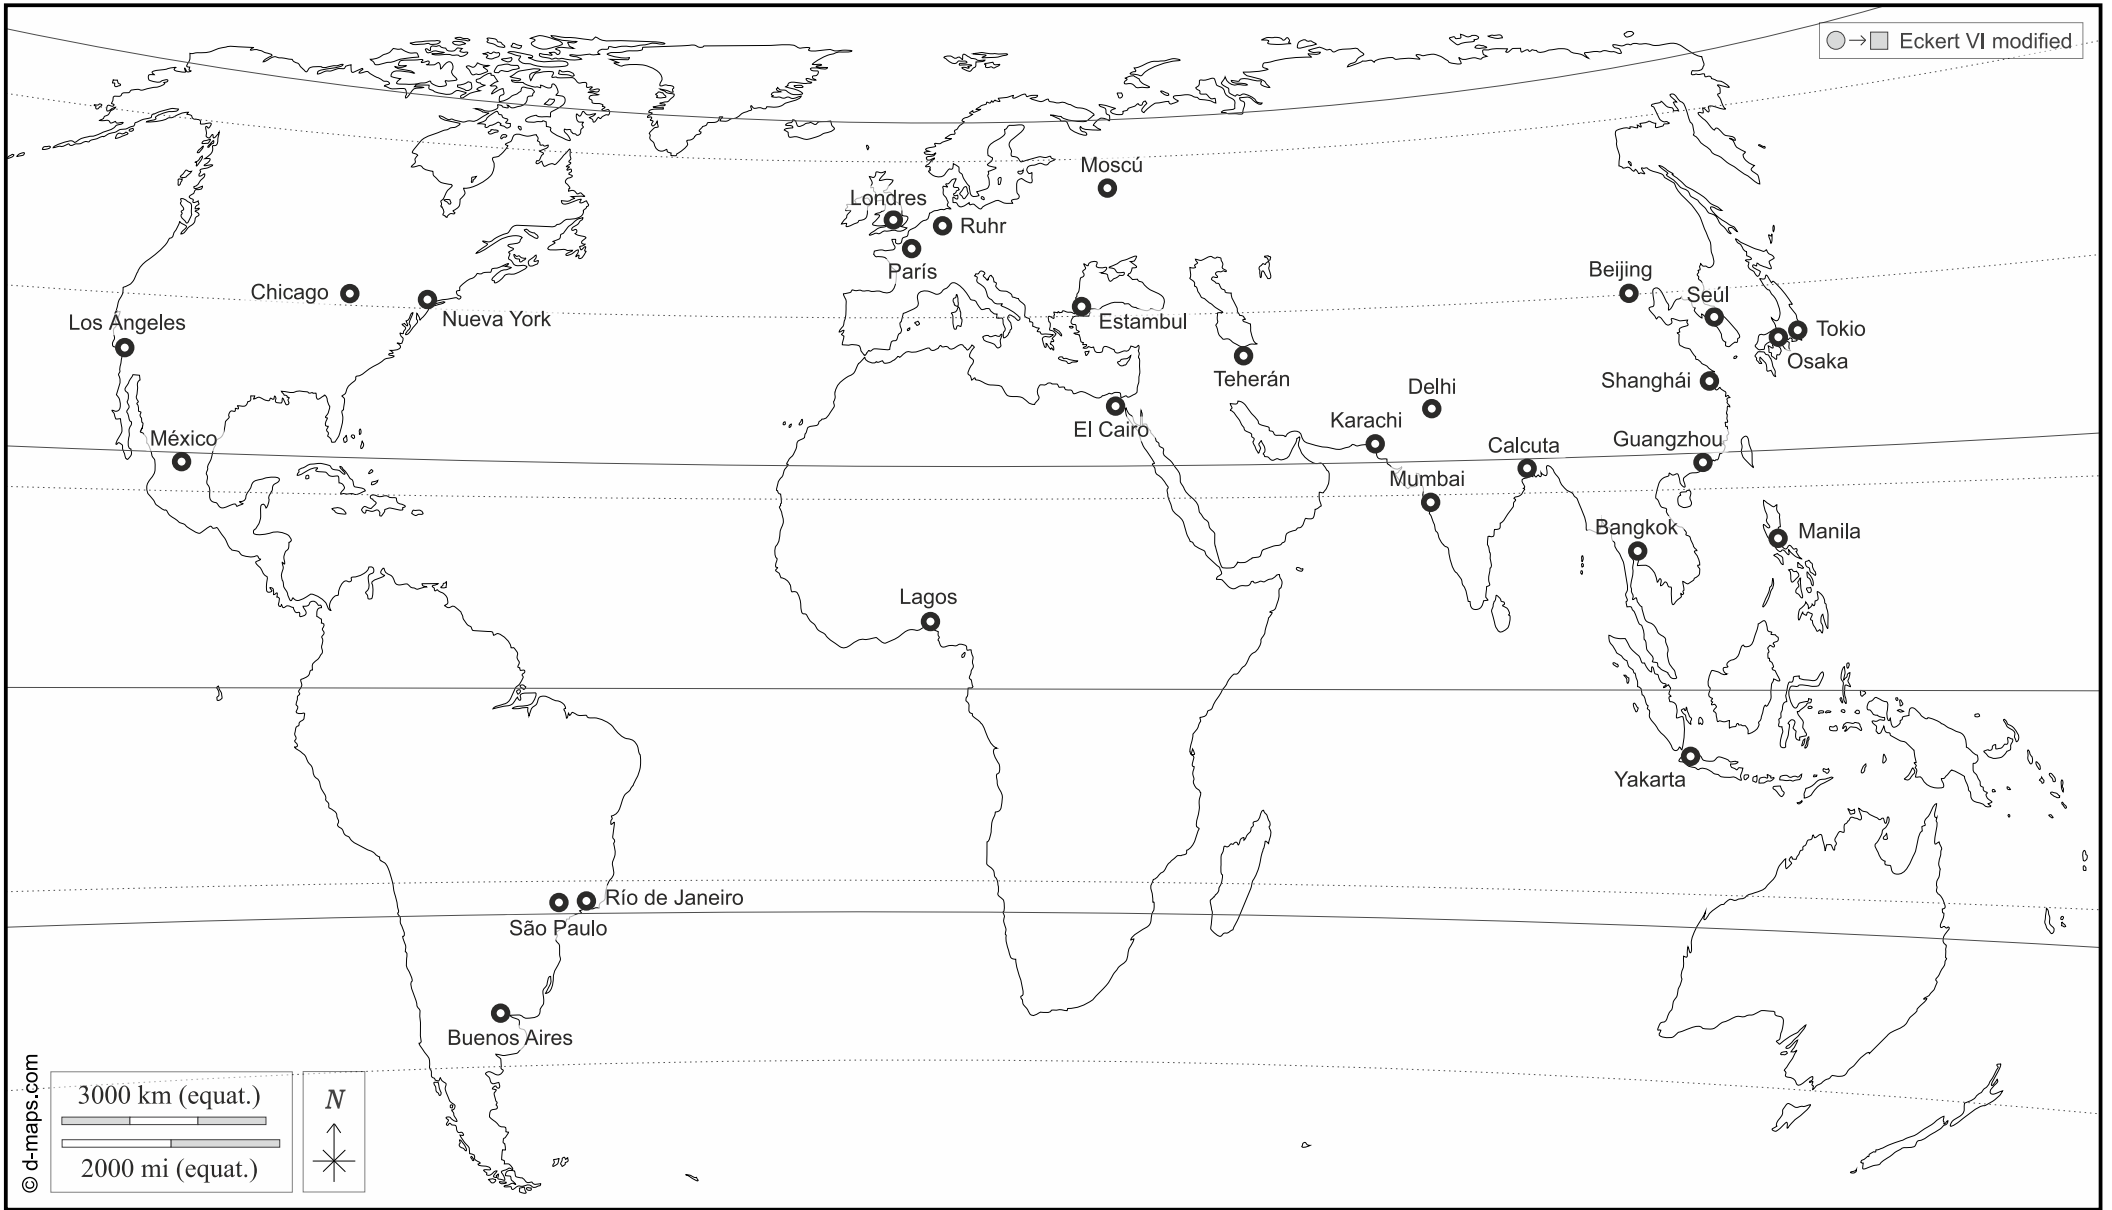 Eckert VI modified
Moscú
Londres
Ruhr
París
Beijing
Chicago
Seúl
Nueva York
Los Ángeles
Estambul
Tokio
Osaka
Teherán
Shanghái
Delhi
Karachi
El Cairo
México
Guangzhou
Calcuta
Mumbai
Bangkok
Manila
Lagos
Yakarta
Río de Janeiro
São Paulo
Buenos Aires
© d-maps.com
3000 km (equat.)
2000 mi (equat.)
N